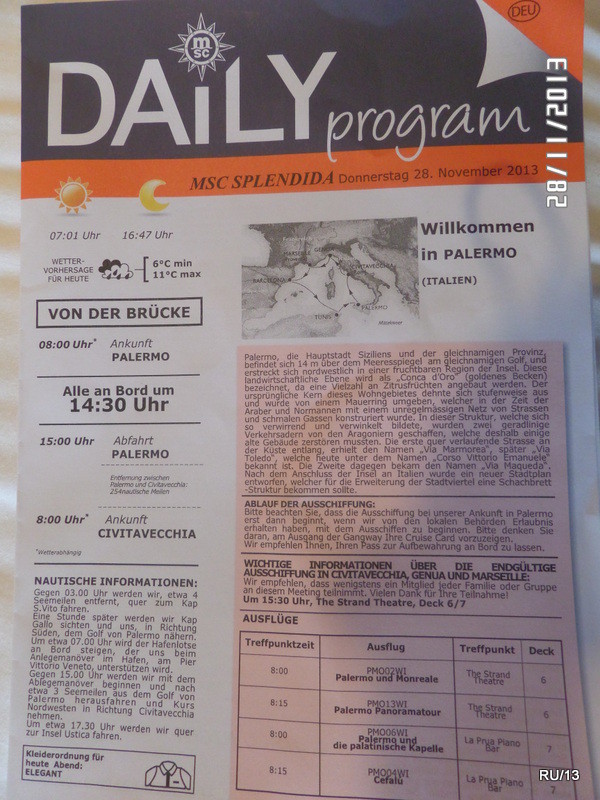 DEU
msc
DAiLY
program
28/11/2013
MSC SPLENDIDA Donnerstag 28. November 2013
07:01 Uhr 16:47 Uhr
WETTER-
VORHERSAGE
FÜR HEUTE
6°C min
11°C max
VON DER BRÜCKE
08:00 Uhr* Ankunft
PALERMO
Alle an Bord um
14:30 Uhr
15:00 Uhr Abfahrt
PALERMO
Entfernung zwischen
Palermo und Civitavecchia:
254nautische Meilen
8:00 Uhr* Ankunft
CIVITAVECCHIA
*Wetterabhängig
NAUTISCHE INFORMATIONEN:
Gegen 03.00 Uhr werden wir, etwa 4
Seemeilen entfernt, quer zum Kap
S.Vito fahren.
Eine Stunde später werden wir Kap
Gallo sichten und uns, in Richtung
Süden, dem Golf von Palermo nähern.
Um etwa 07.00 Uhr wird der Hafenlotse
an Bord steigen, der uns beim
Anlegemanöver im Hafen, am Pier
Vittorio Veneto, unterstützen wird.
Gegen 15.00 Uhr werden wir mit dem
Ablegemanöver beginnen und nach
etwa 3 Seemeilen aus dem Golf von
Palermo herausfahren und Kurs
Nordwesten in Richtung Civitavecchia
nehmen.
Um etwa 17.30 Uhr werden wir quer
zur Insel Ustica fahren.
Kleiderordnung für
heute Abend:
ELEGANT
MARSEILLE
CIVITAVECCHIA
BARCELONA
PALERMO
TUNIS
Willkommen
in PALERMO
(ITALIEN)
Palermo, die Hauptstadt Siziliens und der gleichnamigen Provinz,
befindet sich 14 m über dem Meeresspiegel am gleichnamigen Golf, und
erstreckt sich nordwestlich in einer fruchtbaren Region der Insel. Diese
landwirtschaftliche Ebene wird als „Conca d'Oro" (goldenes Becken)
bezeichnet, da eine Vielzahl an Zitrusfrüchten angebaut werden. Der
ursprüngliche Kern dieses Wohngebietes dehnte sich stufenweise aus
und wurde von einem Mauerring umgeben, welcher in der Zeit der
Araber und Normannen mit einem unregelmässigen Netz von Strassen
und schmalen Gassen konstruiert wurde. In dieser Struktur, welche sich
so verwirrend und verwinkelt bildete, wurden zwei geradlinige
Verkehrsadern von den Aragoniern geschaffen, welche deshalb einige
alte Gebäude zerstören mussten. Die erste quer verlaufende Strasse an
der Küste entlang, erhielt den Namen „Via Marmorea", später „Via
Toledo", welche heute unter dem Namen „Corso Vittorio Emanuele"
bekannt ist. Die Zweite dagegen bekam den Namen „Via Maqueda".
Nach dem Anschluss der Insel an Italien wurde ein neuer Stadtplan
entworfen, welcher für die Erweiterung der Stadtviertel eine Schachbrett
-Struktur bekommen sollte.
ABLAUF DER AUSSCHIFFUNG:
Bitte beachten Sie, dass die Ausschiffung bei unserer Ankunft in Palermo
erst dann beginnt, wenn wir von den lokalen Behörden Erlaubnis
erhalten haben, mit dem Ausschiffen zu beginnen. Bitte denken Sie
daran, am Ausgang der Gangway Ihre Cruise Card vorzuzeigen.
Wir empfehlen Ihnen, Ihren Pass zur Aufbewahrung an Bord zu lassen.
WICHTIGE INFORMATIONEN ÜBER DIE ENDGÜLTIGE
AUSSCHIFFUNG IN CIVITAVECCHIA, GENUA UND MARSEILLE:
Wir empfehlen, dass wenigstens ein Mitglied jeder Familie oder Gruppe
an diesem Meeting teilnimmt. Vielen Dank für Ihre Teilnahme!
Um 15:30 Uhr, The Strand Theatre, Deck 6/7
AUSFLÜGE
Treffpunktzeit Ausflug Treffpunkt Deck
8:00 PMO02WI
Palermo und Monreale The Strand
Theatre 6
8:15 PMO13WI
Palermo Panoramatour The Strand
Theatre 6
8:00 PMO06WI
Palermo und
die palatinische Kapelle La Prua Piano
Bar 7
8:15 PMO04WI
Cefalù La Prua Piano
Bar 7
RU/13